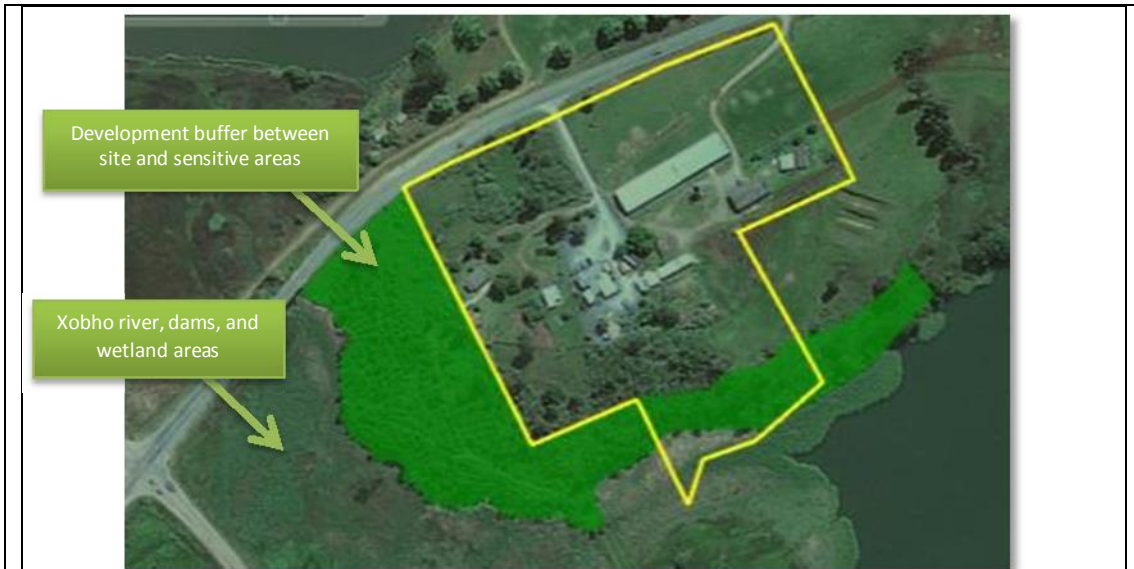 Development buffer between
site and sensitive areas
Xobho river, dams, and
wetland areas